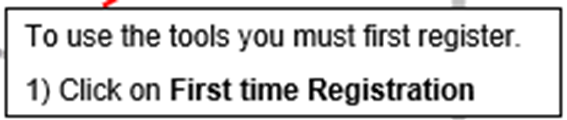 To use the tools you must first register.
1) Click on First time Registration